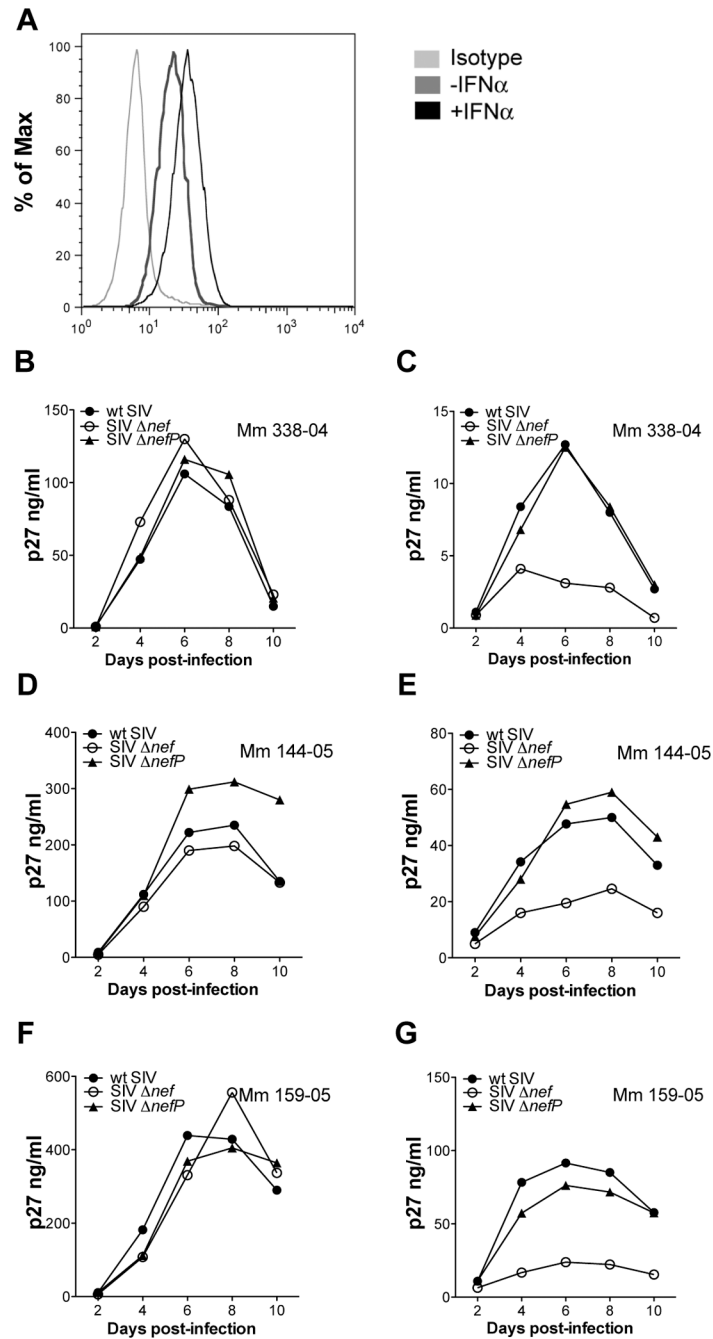 A
% of Max
100
80
60
40
20
0
10⁰ 10¹ 10² 10³ 10⁴
Isotype
-IFNα
+IFNα
B
p27 ng/ml
150
100
50
0
wt SIV
SIV Δnef
SIV ΔnefP
Mm 338-04
2 4 6 8 10
Days post-infection
C
p27 ng/ml
15
10
5
0
wt SIV
SIV Δnef
SIV ΔnefP
Mm 338-04
2 4 6 8 10
Days post-infection
D
p27 ng/ml
400
300
200
100
0
wt SIV
SIV Δnef
SIV ΔnefP
Mm 144-05
2 4 6 8 10
Days post-infection
E
p27 ng/ml
80
60
40
20
0
wt SIV
SIV Δnef
SIV ΔnefP
Mm 144-05
2 4 6 8 10
Days post-infection
F
p27 ng/ml
600
400
200
0
wt SIV
SIV Δnef
SIV ΔnefP
Mm 159-05
2 4 6 8 10
Days post-infection
G
p27 ng/ml
150
100
50
0
wt SIV
SIV Δnef
SIV ΔnefP
Mm 159-05
2 4 6 8 10
Days post-infection